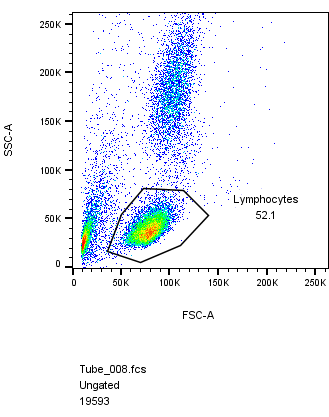 250K
200K
150K
100K
50K
0
SSC-A
Lymphocytes
52.1
0 50K 100K 150K 200K 250K
FSC-A
Tube_008.fcs
Ungated
19593